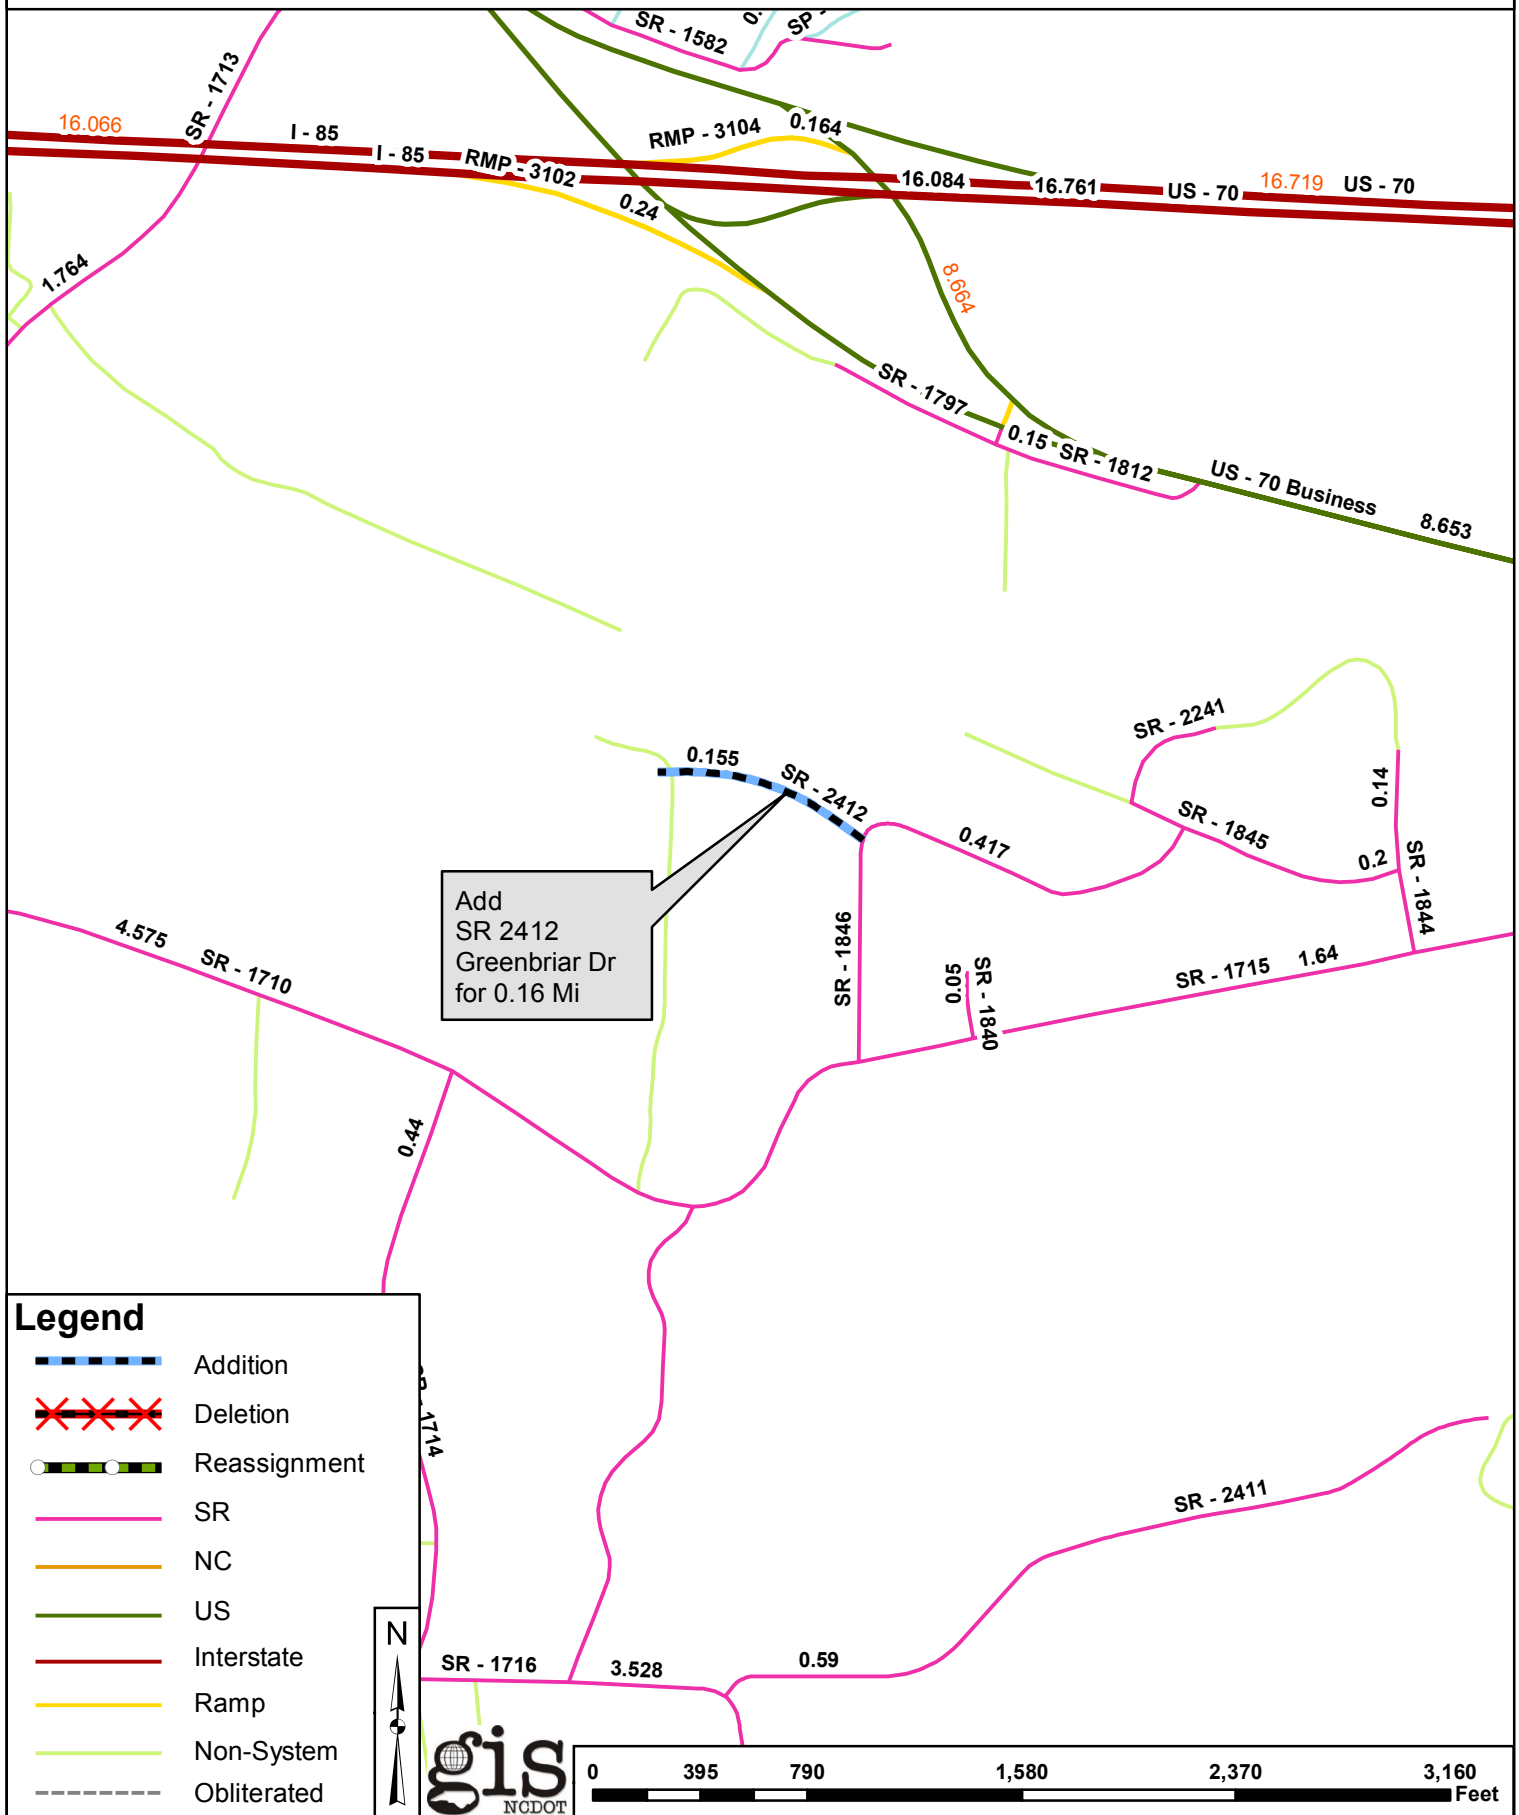 SR - 1582
0.
SP -
SR - 1713
16.066
I - 85
I - 85
RMP - 3104
0.164
RMP - 3102
16.084
16.761
US - 70
16.719
US - 70
0.24
1.764
8.664
SR - 1797
0.15
SR - 1812
US - 70 Business
8.653
SR - 2241
0.155
SR - 2412
0.14
SR - 1845
0.417
0.2
SR - 1844
Add
SR 2412
Greenbriar Dr
for 0.16 Mi
4.575
SR - 1710
SR - 1846
0.05
SR - 1840
SR - 1715
1.64
0.44
Legend
Addition
Deletion
Reassignment
SR
NC
US
Interstate
Ramp
Non-System
Obliterated
1714
SR - 2411
N
SR - 1716
3.528
0.59
gis
NCDOT
0
395
790
1,580
2,370
3,160
Feet